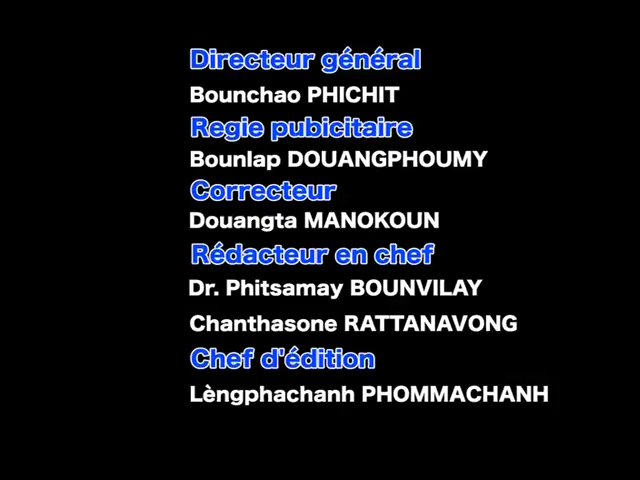 Directeur général
Bounchao PHICHIT
Regie pubicitaire
Bounlap DOUANGPHOUMY
Correcteur
Douangta MANOKOUN
Rédacteur en chef
Dr. Phitsamay BOUNVILAY
Chanthasone RATTANAVONG
Chef d'édition
Lèngphachanh PHOMMACHANH